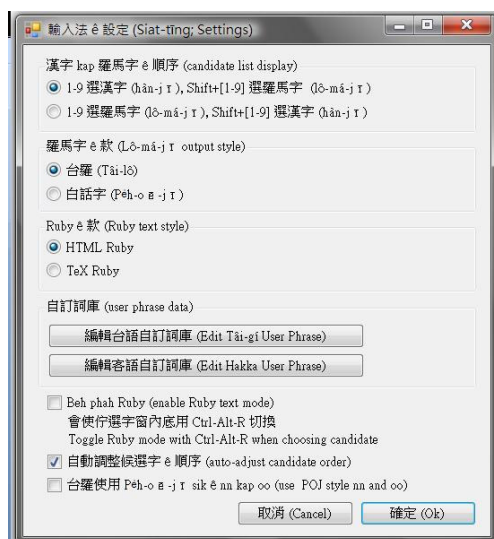 輸入法 ê 設定 (Siat-tīng; Settings)
漢字 kap 羅馬字 ê 順序 (candidate list display)
1-9 選漢字 (hàn-jī), Shift+[1-9] 選羅馬字 (lô-má-jī)
1-9 選羅馬字 (lô-má-jī), Shift+[1-9] 選漢字 (hàn-jī)
羅馬字 ê 款 (Lô-má-jī output style)
台羅 (Tâi-lô)
白話字 (Pe̍h-ōe-jī)
Ruby ê 款 (Ruby text style)
HTML Ruby
TeX Ruby
自訂詞庫 (user phrase data)
編輯台語自訂詞庫 (Edit Tâi-gí User Phrase)
編輯客語自訂詞庫 (Edit Hakka User Phrase)
Beh phah Ruby (enable Ruby text mode)
會使佇選字窗內底用 Ctrl-Alt-R 切換
Toggle Ruby mode with Ctrl-Alt-R when choosing candidate
自動調整候選字 ê 順序 (auto-adjust candidate order)
台羅使用 Pe̍h-ōe-jī sik ê nn kap oo (use POJ style nn and oo)
取消 (Cancel) 確定 (Ok)